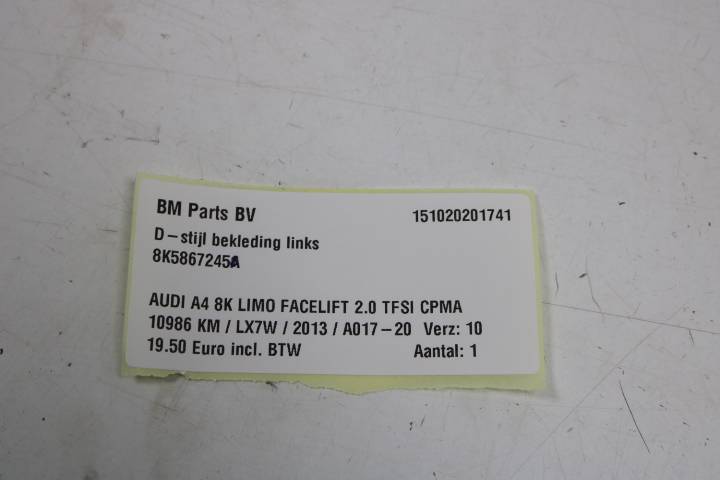 BM Parts BV 151020201741
D-stijl bekleding links
8K5867245A
AUDI A4 8K LIMO FACELIFT 2.0 TFSI CPMA
10986 KM / LX7W / 2013 / A017-20 Verz: 10
19.50 Euro incl. BTW Aantal: 1